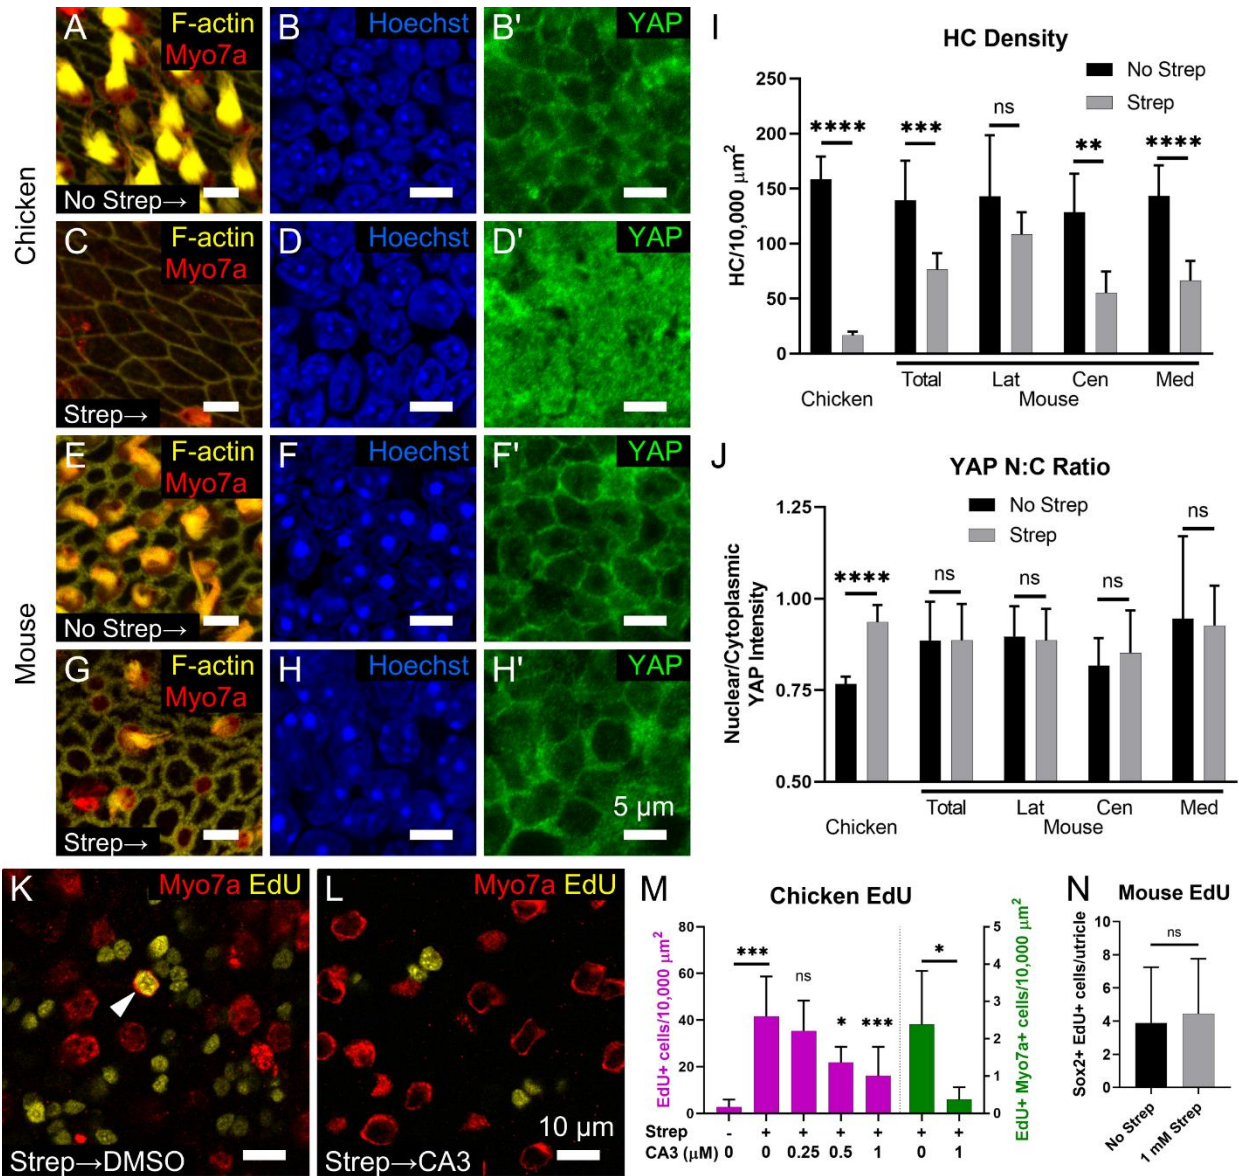 A
F-actin
Myo7a
No Strep→
B
Hoechst
B'
YAP
Chicken
C
F-actin
Myo7a
Strep→
D
Hoechst
D'
YAP
E
F-actin
Myo7a
No Strep→
F
Hoechst
F'
YAP
Mouse
G
F-actin
Myo7a
Strep→
H
Hoechst
H'
YAP
5 µm
I
HC Density
No Strep
Strep
HC/10,000 µm²
250
200
150
100
50
0
**** *** ns ** ****
Total Lat Cen Med
Chicken Mouse
J
YAP N:C Ratio
No Strep
Strep
Nuclear/Cytoplasmic
YAP Intensity
1.25
1.00
0.75
0.50
**** ns ns ns ns
Total Lat Cen Med
Chicken Mouse
K
Myo7a EdU
Strep→DMSO
L
Myo7a EdU
10 µm
Strep→CA3
M
Chicken EdU
EdU+ cells/10,000 µm²
80
60
40
20
0
*** ns * *** *
5
4
3
2
1
0
EdU+ Myo7a+ cells/10,000 µm²
Strep - + + + + + +
CA3 (µM) 0 0 0.25 0.5 1 0 1
N
Mouse EdU
Sox2+ EdU+ cells/utricle
10
8
6
4
2
0
ns
No Strep
1 mM Strep